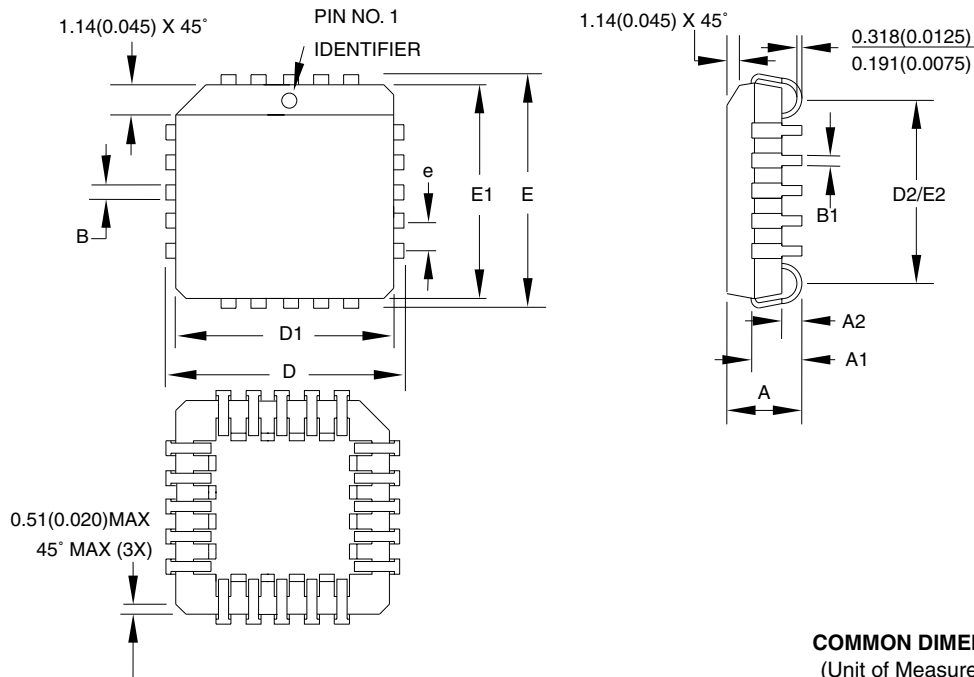 1.14(0.045) X 45˚
PIN NO. 1
IDENTIFIER
1.14(0.045) X 45˚
0.318(0.0125)
0.191(0.0075)
e
E1
E
B
B1
D2/E2
D1
D
A2
A1
A
0.51(0.020)MAX
45˚ MAX (3X)
COMMON
(Unit of Measure